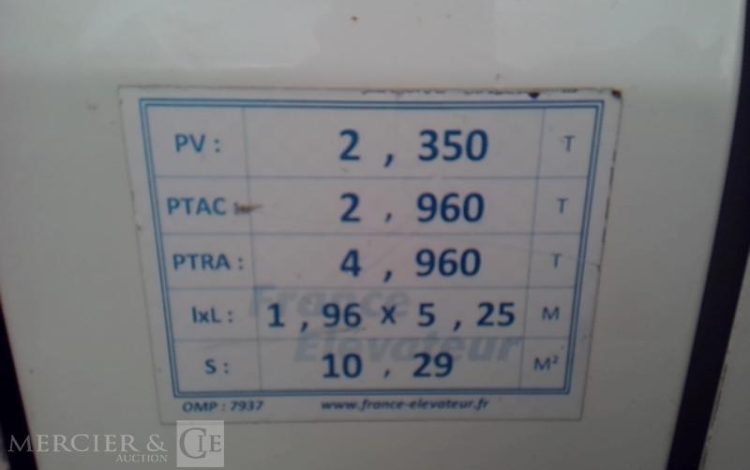 PV : 2 , 350 T
PTAC 2 , 960 T
PTRA : 4 , 960 T
lxL : 1 , 96 X 5 , 25 M
S : 10 , 29 M²
France
Elévateur
OMP : 7937 www.france-elevateur.fr
MERCIER & CIE
AUCTION